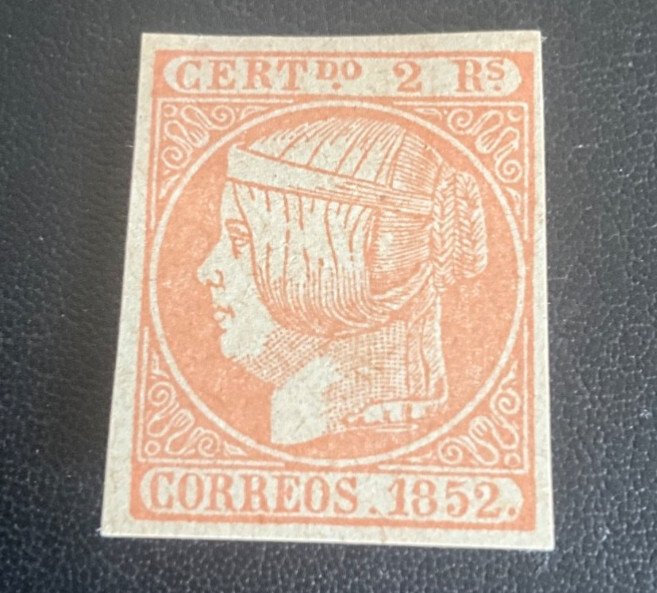 CERTDO. 2 RS.
CORREOS. 1852.